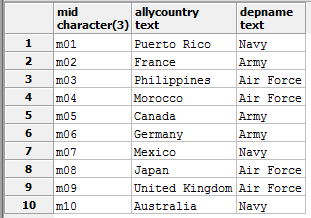 mid allycountry depname
character(3) text text
1 m01 Puerto Rico Navy
2 m02 France Army
3 m03 Philippines Air Force
4 m04 Morocco Air Force
5 m05 Canada Army
6 m06 Germany Army
7 m07 Mexico Navy
8 m08 Japan Air Force
9 m09 United Kingdom Air Force
10 m10 Australia Navy